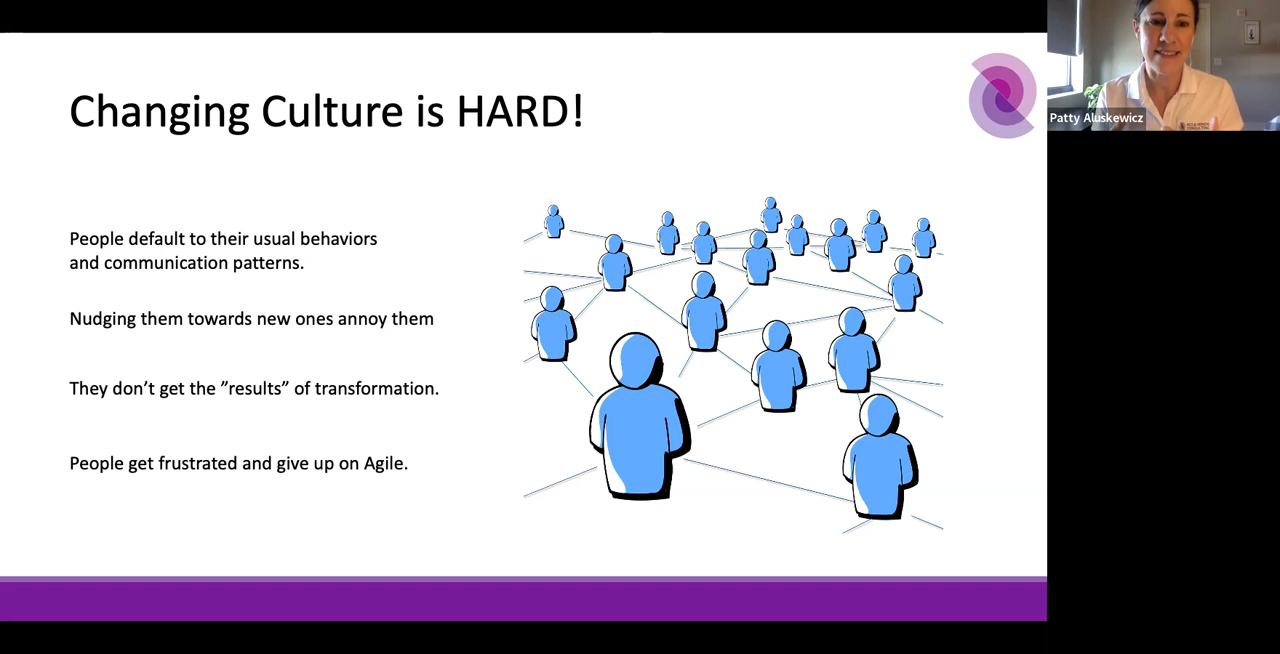 Changing Culture is HARD!
People default to their usual behaviors
and communication patterns.
Nudging them towards new ones annoy them
They don’t get the ”results” of transformation.
People get frustrated and give up on Agile.
Patty Aluskewicz